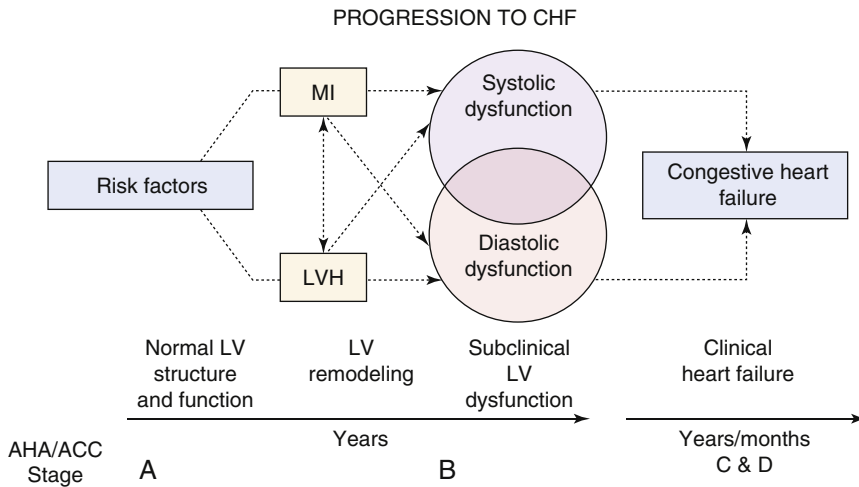 PROGRESSION TO CHF
MI
Systolic
dysfunction
Risk factors
Congestive heart
failure
LVH
Diastolic
dysfunction
Normal LV
structure
and function
LV
remodeling
Subclinical
LV
dysfunction
Clinical
heart failure
Years
Years/months
AHA/ACC
Stage
A
B
C & D